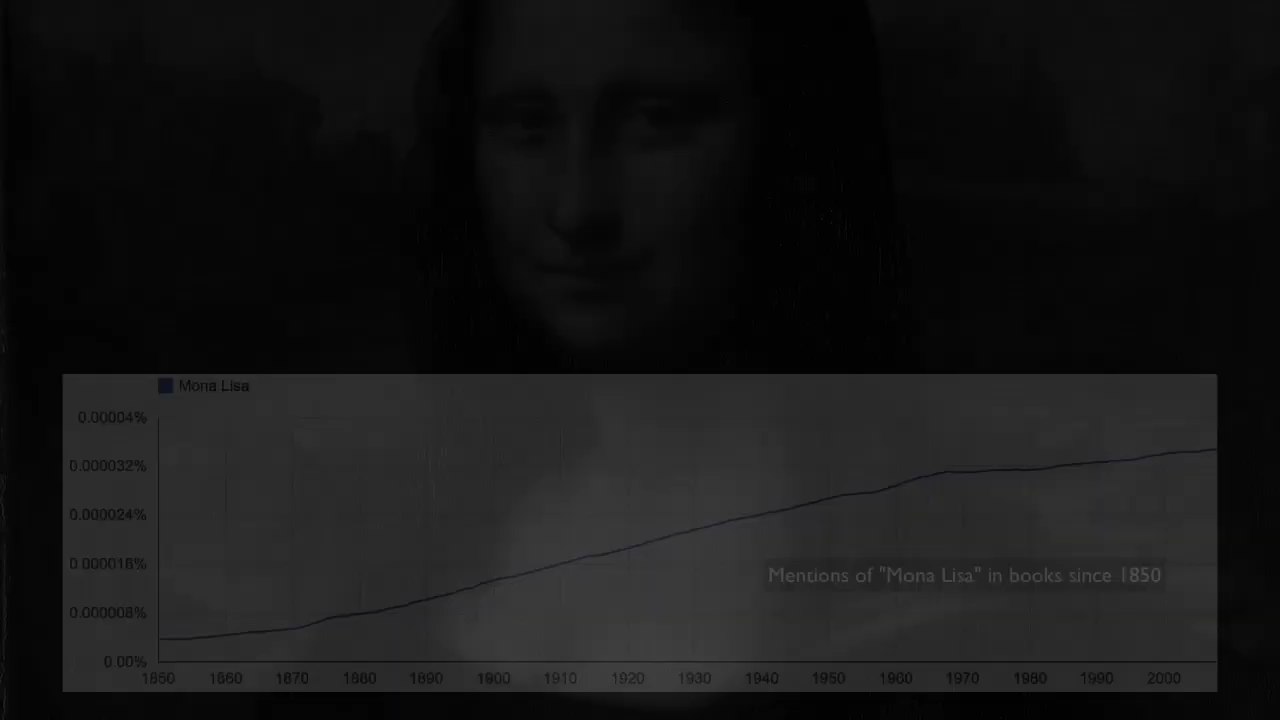 Mona Lisa
0.00004%
0.000032%
0.000024%
0.000016%
0.000008%
0.00%
Mentions of "Mona Lisa" in books since 1850
1850 1860 1870 1880 1890 1900 1910 1920 1930 1940 1950 1960 1970 1980 1990 2000